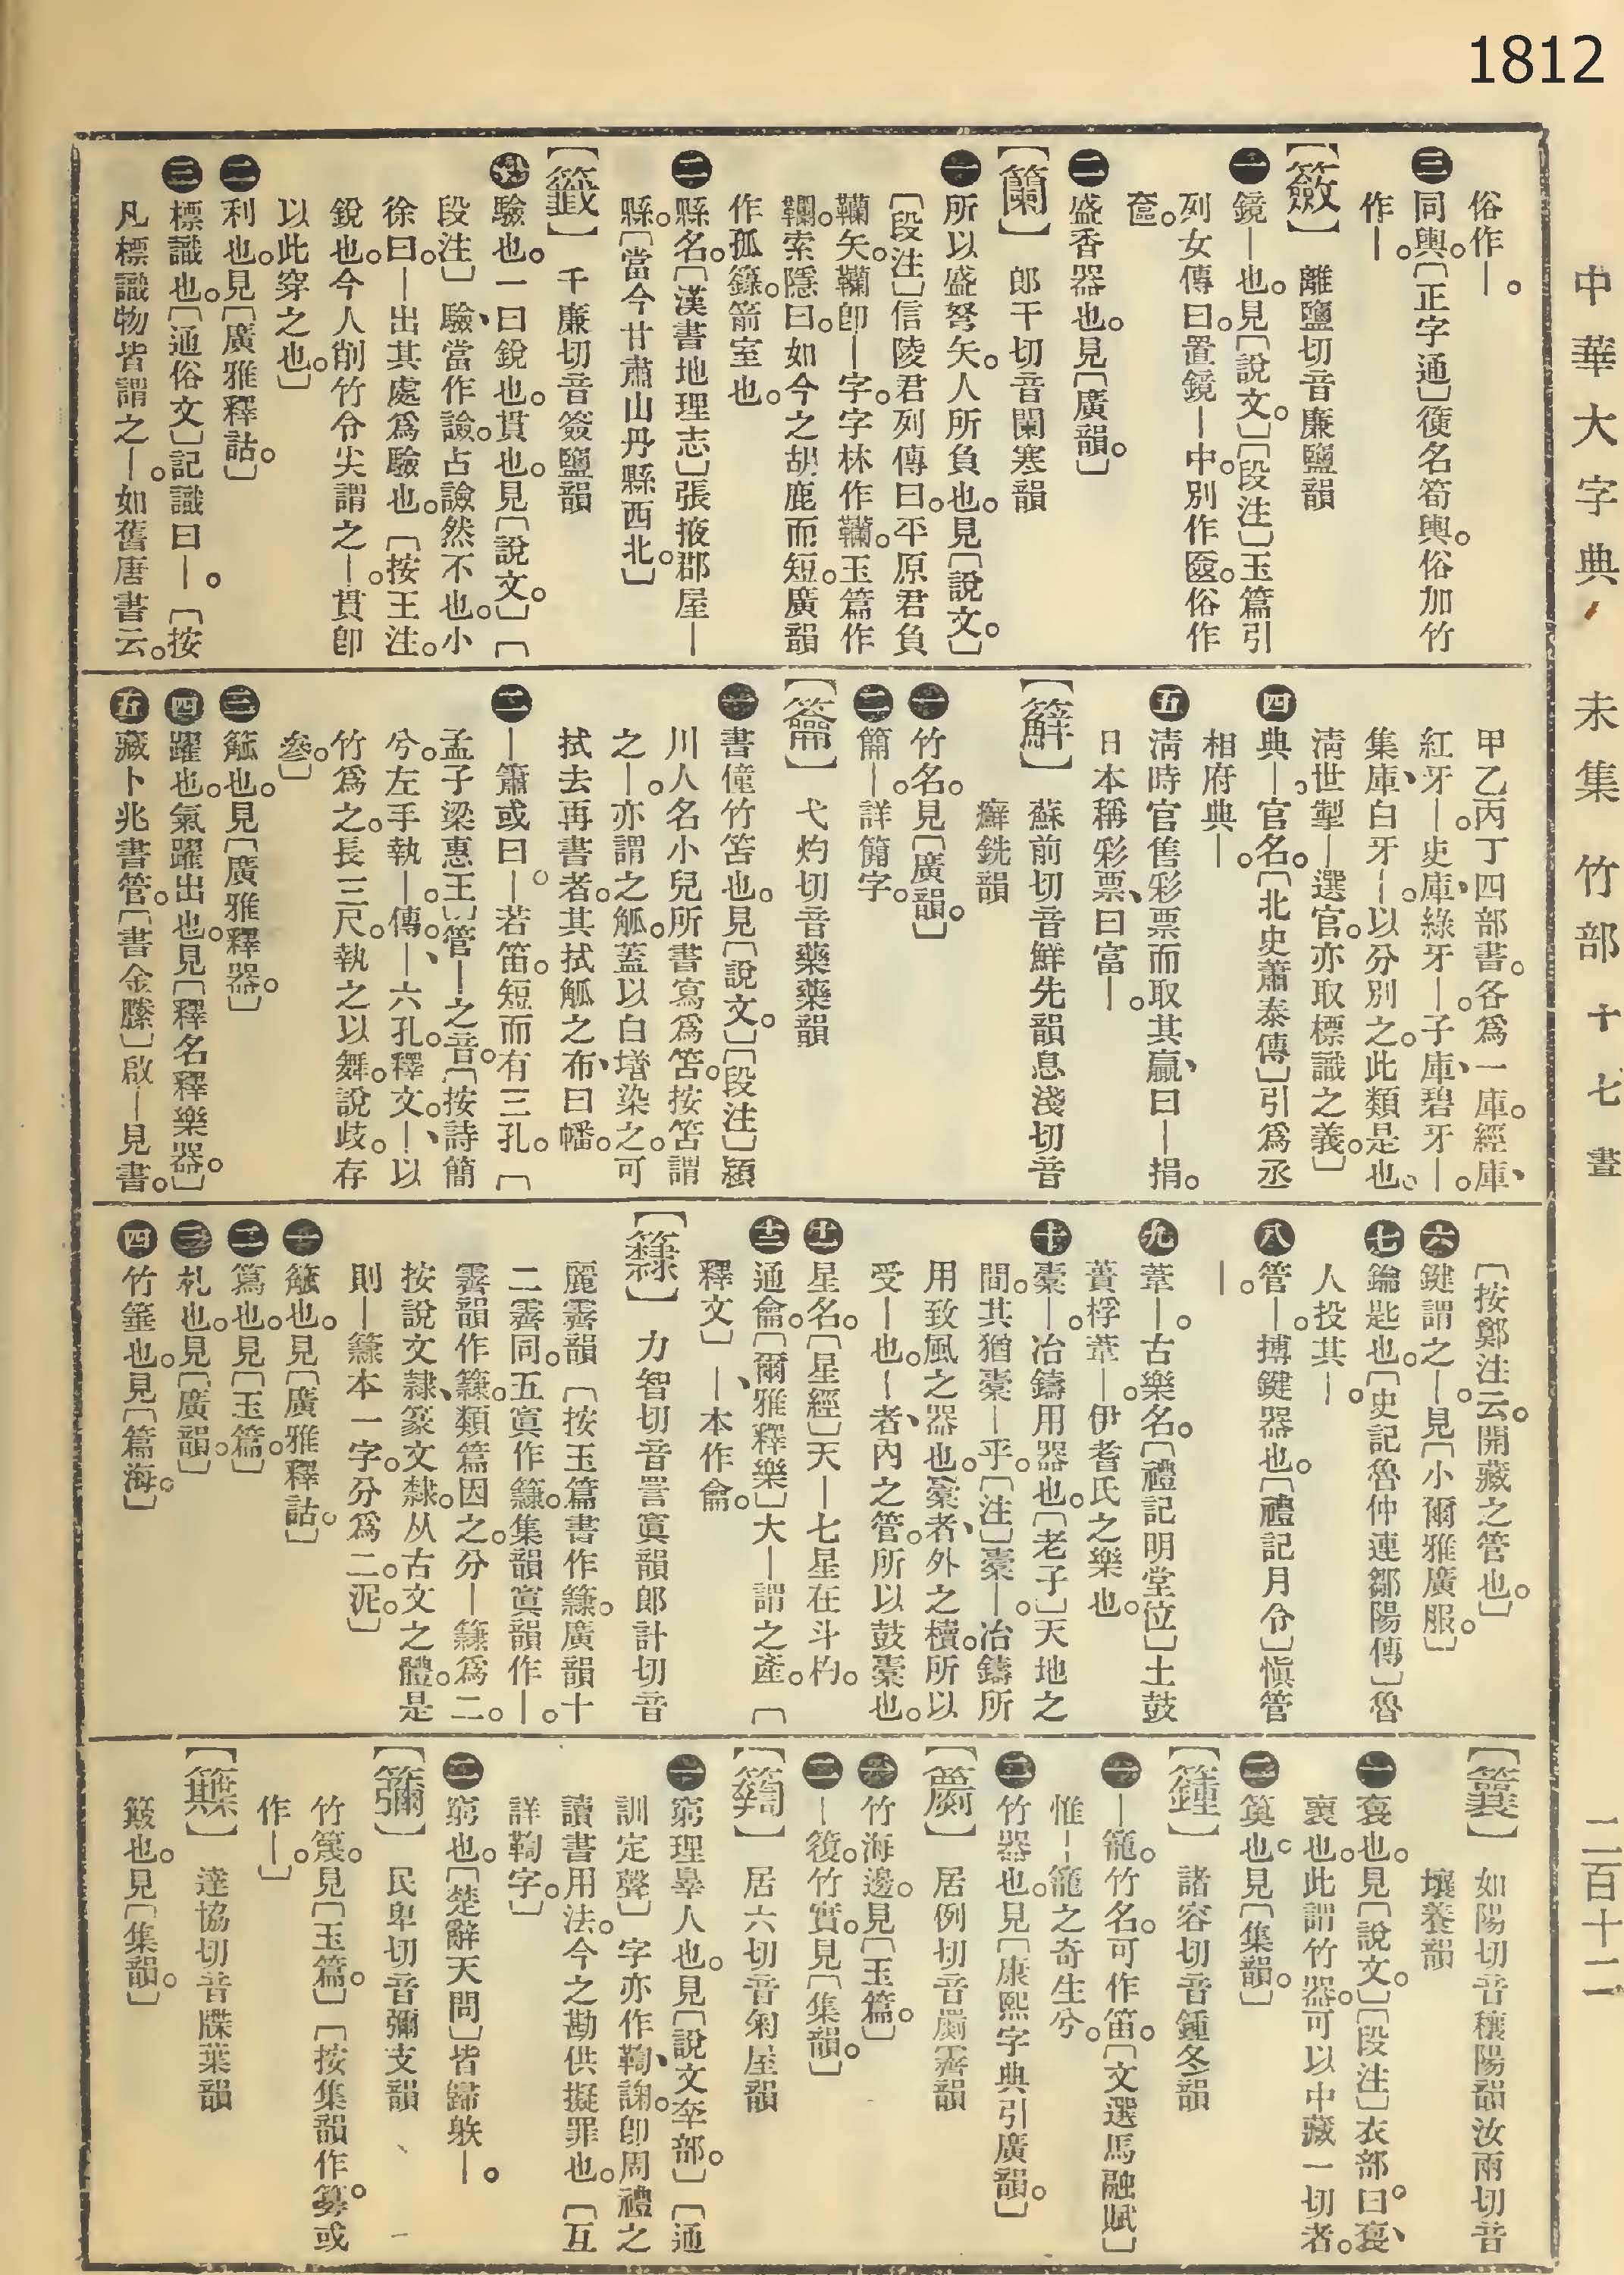 1812
中華大字典 未集 竹部 十七畫 二百十二
俗作｜。
㊂同輿。〔正字通〕箯名筍輿。俗加竹
作｜。
【籢】 離鹽切音廉鹽韻
㊀鏡｜也。見〔說文。〕〔段注〕玉篇引
列女傳曰。置鏡｜中。別作匳。俗作
奩。
㊁盛香器也。見〔廣韻。〕
【籣】 郎干切音闌寒韻
㊀所以盛弩矢。人所負也。見〔說文。〕
〔段注〕信陵君列傳曰。平原君負
韊矢。韊卽｜字。字林作韊。玉篇作
韊。索隱曰。如今之胡鹿而短。廣韻
作弧簶。箭室也。
㊁縣名。〔漢書地理志〕張掖郡屋｜
縣。〔當今甘肅山丹縣西北。〕
【籤】 千廉切音簽鹽韻
㊀驗也。一曰銳也。貫也。見〔說文。〕〔
段注〕驗、當作譣。占譣然不也。小
徐曰。｜出其處爲驗也。〔按王注。
銳也。今人削竹令尖謂之｜。貫卽
以此穿之也。〕
㊁利也。見〔廣雅釋詁。〕
㊂標識也。〔通俗文〕記識曰｜。〔按
凡標識物皆謂之｜。如舊唐書云。
甲乙丙丁四部書。各爲一庫。經庫、
紅牙｜。史庫、綠牙｜。子庫、碧牙｜。
集庫、白牙｜。以分別之。此類是也。
淸世掣｜選官。亦取標識之義。〕
㊃典｜。官名。〔北史蕭泰傳〕引爲丞
相府典｜。
㊄淸時官售彩票而取其贏、曰｜捐。
日本稱彩票、曰富｜。
【䉳】 蘇前切音鮮先韻息淺切音
癬銑韻
㊀竹名。見〔廣韻。〕
㊁篇｜。詳簡字。
【籥】 弋灼切音藥藥韻
㊀書僮竹笘也。見〔說文。〕〔段注〕潁
川人名小兒所書寫爲笘。按笘謂
之｜。亦謂之觚。蓋以白墡染之。可
拭去再書者。其拭觚之布、曰幡。
㊁｜籥或曰。｜若笛。短而有三孔。〔
孟子梁惠王〕管｜之音。〔按詩簡
兮。左手執｜。傳。｜、六孔。釋文。｜、以
竹爲之。長三尺。執之以舞。說歧。存
參。〕
㊂觚也。見〔廣雅釋器。〕
㊃躍也。氣躍出也。見〔釋名釋樂器。〕
㊄藏卜兆書管。〔書金縢〕啟｜見書。
〔按鄭注云。開藏之管也。〕
㊅鍵謂之｜。見〔小爾雅廣服。〕
㊆鑰匙也。〔史記魯仲連鄒陽傳〕魯
人投其｜。
㊇管｜。搏鍵器也。〔禮記月令〕愼管
｜。
㊈葦｜。古樂名。〔禮記明堂位〕土鼓
蕢桴葦｜。伊耆氏之樂也。
㊉橐｜。冶鑄用器也。〔老子〕天地之
間。其猶橐｜乎。〔注〕橐｜。冶鑄所
用致風之器也。橐者、外之櫝。所以
受｜也。｜者、內之管。所以鼓橐也。
十一 星名。〔星經〕天｜七星在斗杓。
十二 通龠。〔爾雅釋樂〕大｜謂之產。〔
釋文〕｜、本作龠。
力智切音詈寘韻郎計切音
麗霽韻 〔按玉篇書作。廣韻十
二霽同。五寘作。集韻寘韻作｜。
霽韻作。類篇因之。分｜爲二。
按說文隸、篆文隸。从古文之體。是
則｜本一字。分爲二。泥。〕
㊀觚也。見〔廣雅釋詁。〕
㊁篤也。見〔玉篇。〕
㊂札也。見〔廣韻。〕
㊃竹箠也。見〔篇海。〕
【籑】 如陽切音穰陽韻汝兩切音
壤養韻
㊀裒也。見〔說文。〕〔段注〕衣部曰。裒、
裹也。此謂竹器。可以中藏一切者。
㊁䈰也。見〔集韻。〕
【籦】 諸容切音鍾冬韻
㊀｜籠。竹名。可作笛。〔文選馬融賦〕
惟｜籠之奇生兮。
㊁竹器也。見〔康熙字典引廣韻。〕
居例切音罽霽韻
㊀竹海邊。見〔玉篇。〕
㊁｜䈚。竹實。見〔集韻。〕
【䉕】 居六切音匊屋韻
㊀窮理辠人也。見〔說文㚔部。〕〔通
訓定聲〕字亦作鞫、諊。卽周禮之
讀書用法。今之勘供擬罪也。〔互
詳鞫字。〕
㊁窮也。〔楚辭天問〕皆歸䠶｜。
【籋】 民卑切音彌支韻
竹篾。見〔玉篇。〕〔按集韻作䉲。或
作｜。〕
達協切音牒葉韻
簸也。見〔集韻。〕